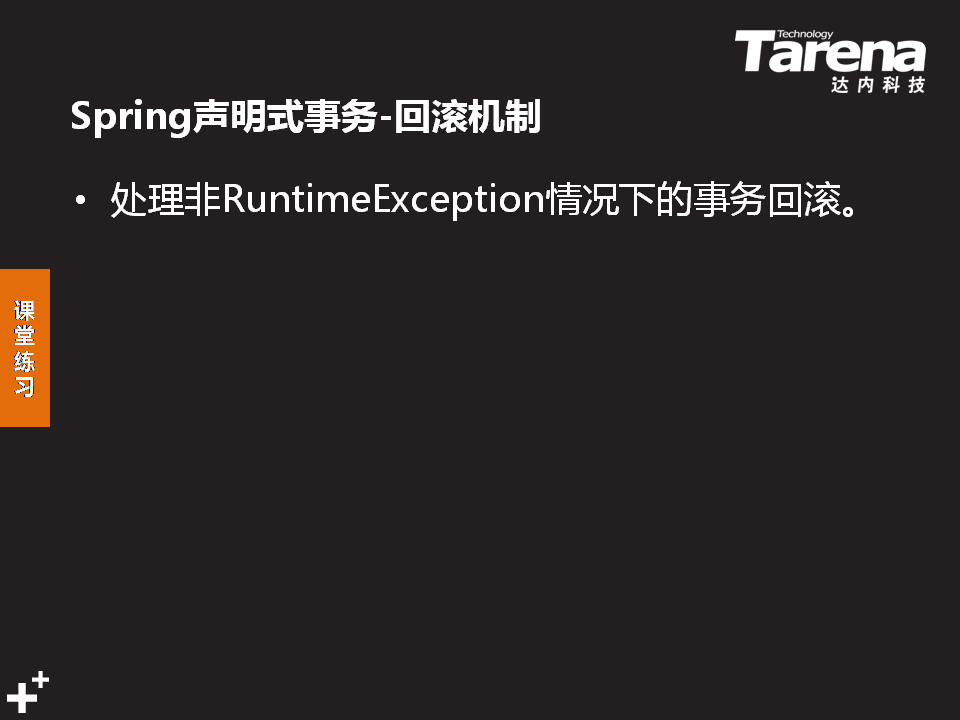 Technology
Tarena
达内科技
Spring声明式事务-回滚机制
• 处理非RuntimeException情况下的事务回滚。
课
堂
练
习